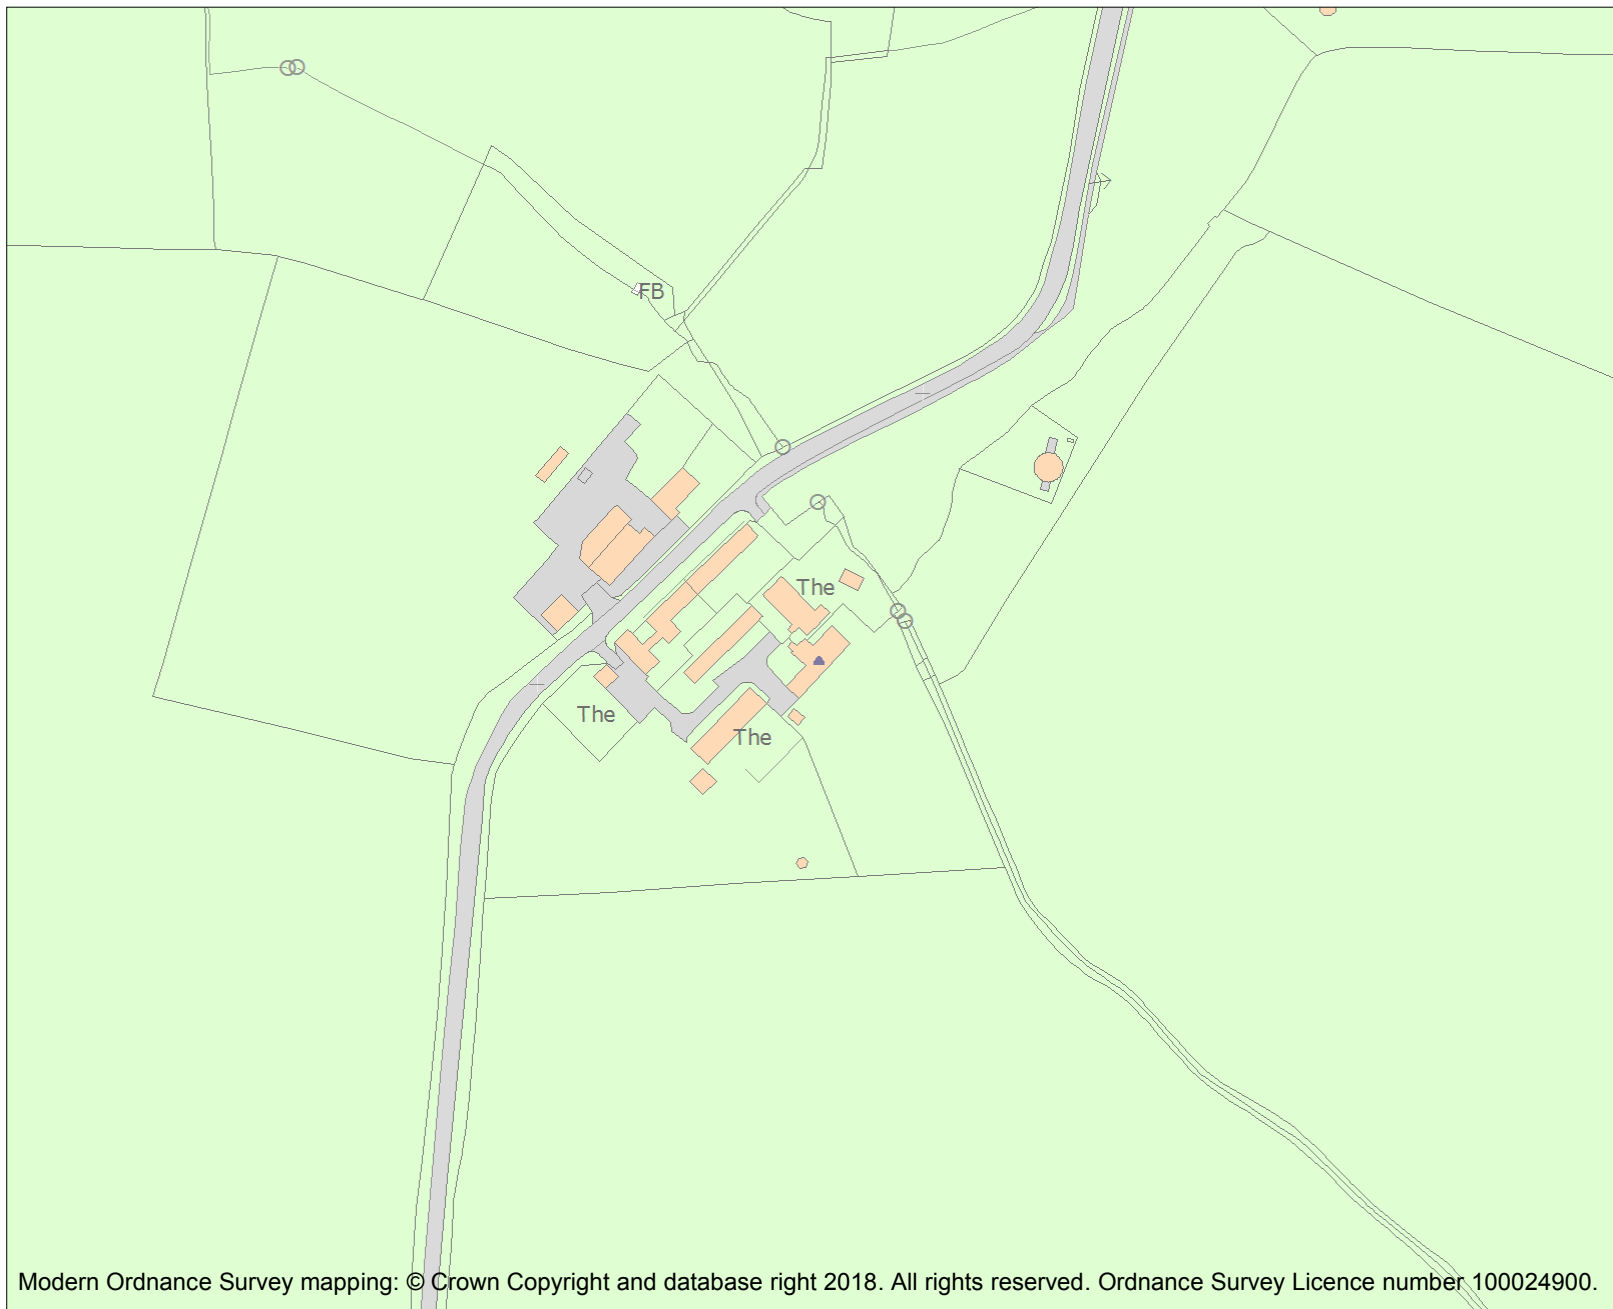 FB
The
The
The
Modern Ordnance Survey mapping: © Crown Copyright and database right 2018. All rights reserved. Ordnance Survey Licence number 100024900.